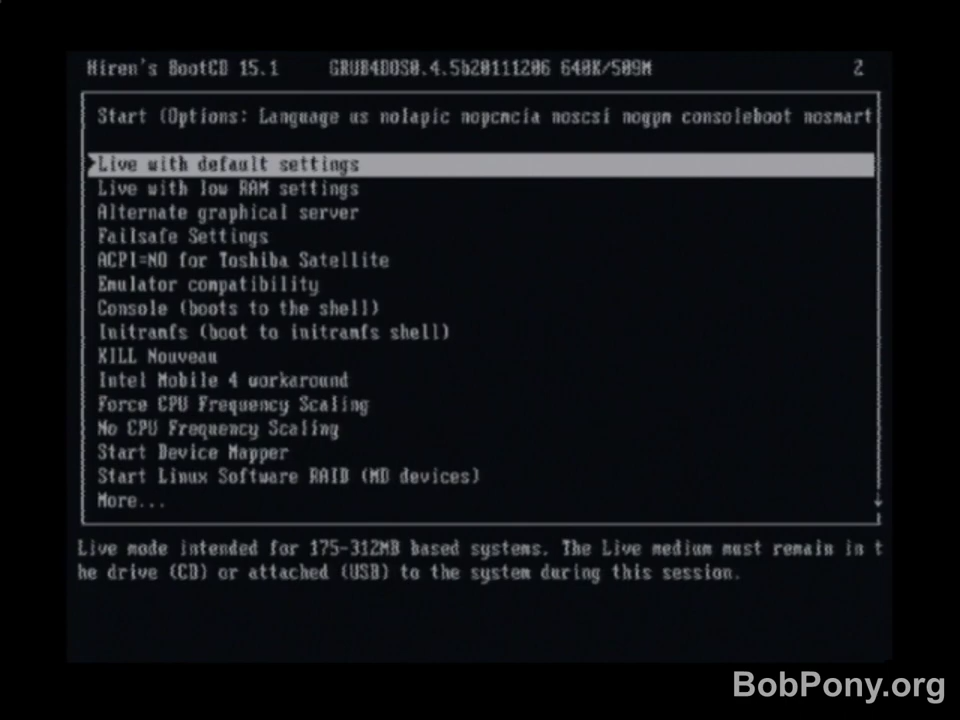 Hiren's BootCD 15.1 GRUB4DOS0.4.5b20111206 640K/509M 2
Start (Options: Language us nolapic nopcmcia noscsi nogpm consoleboot nosmart
Live with default settings
Live with low RAM settings
Alternate graphical server
Failsafe Settings
ACPI=NO for Toshiba Satellite
Emulator compatibility
Console (boots to the shell)
Initramfs (boot to initramfs shell)
KILL Nouveau
Intel Mobile 4 workaround
Force CPU Frequency Scaling
No CPU Frequency Scaling
Start Device Mapper
Start Linux Software RAID (MD devices)
More...
Live mode intended for 175-312MB based systems. The Live medium must remain in t
he drive (CD) or attached (USB) to the system during this session.
BobPony.org